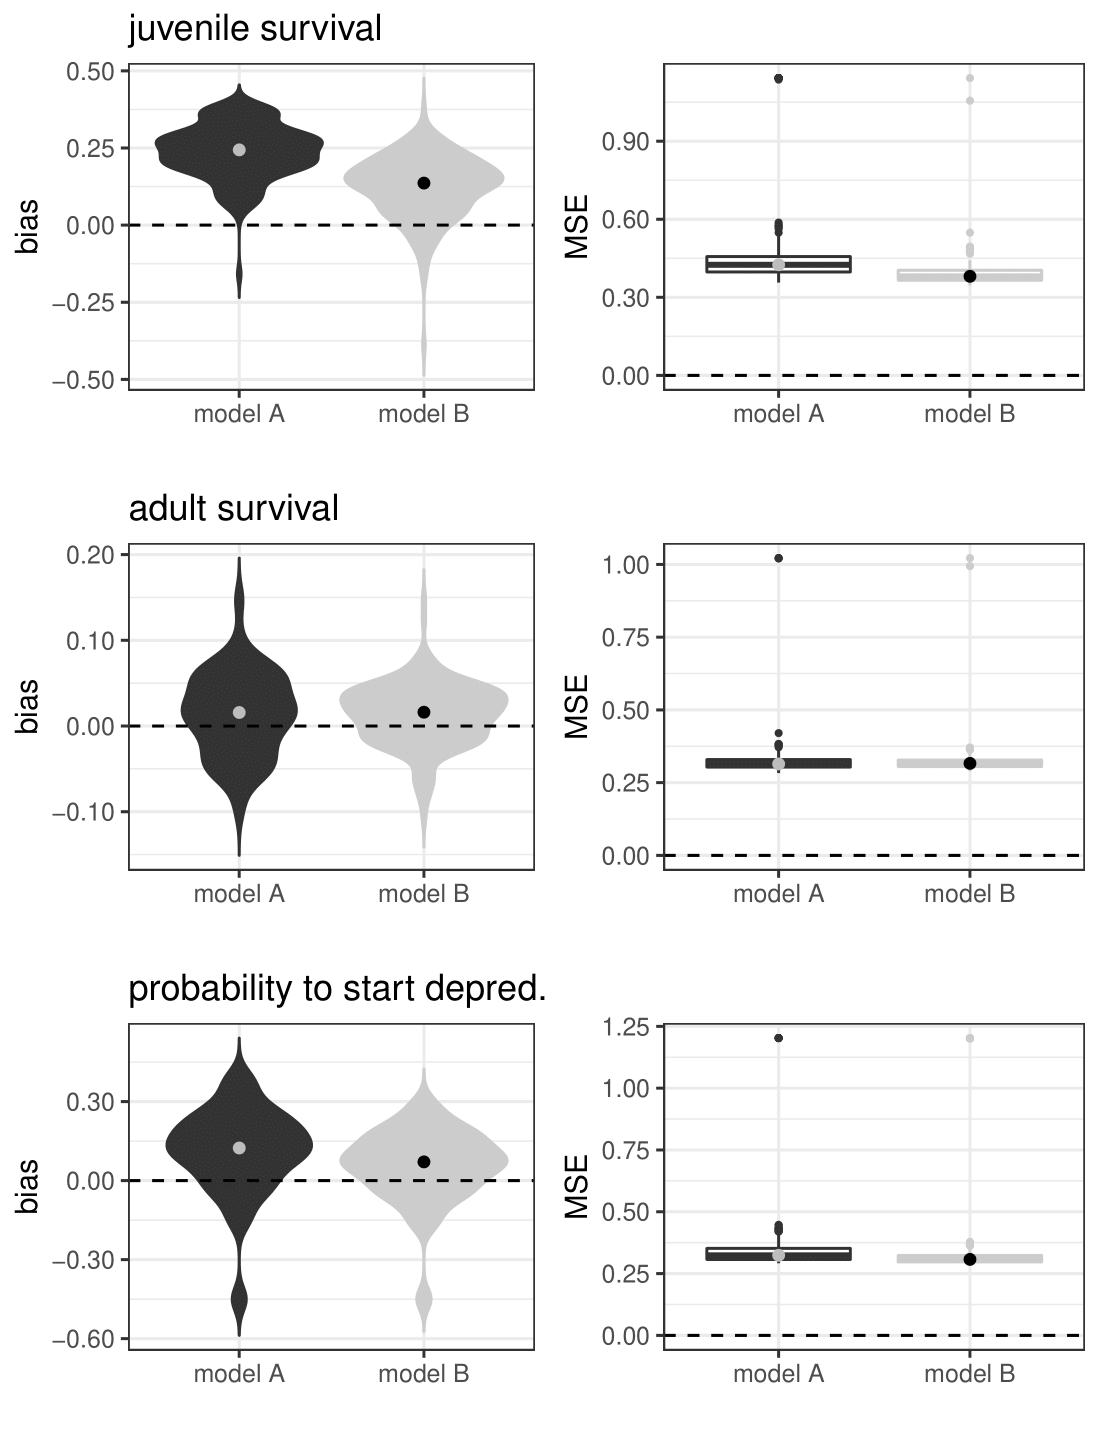 juvenile survival
bias
0.50
0.25
0.00
−0.25
−0.50
model A
model B
MSE
0.90
0.60
0.30
0.00
model A
model B
adult survival
bias
0.20
0.10
0.00
−0.10
model A
model B
MSE
1.00
0.75
0.50
0.25
0.00
model A
model B
probability to start depred.
bias
0.30
0.00
−0.30
−0.60
model A
model B
MSE
1.25
1.00
0.75
0.50
0.25
0.00
model A
model B